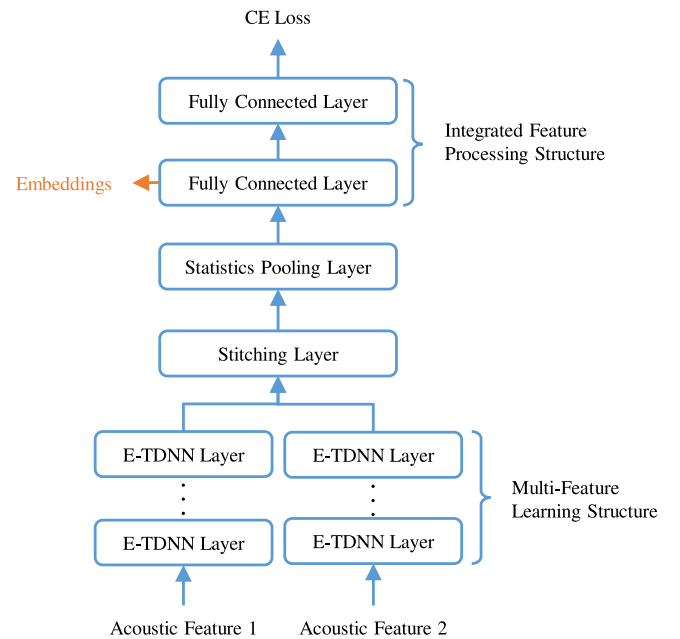 CE Loss
Fully Connected Layer
Integrated Feature
Processing Structure
Fully Connected Layer
Embeddings
Statistics Pooling Layer
Stitching Layer
E-TDNN Layer
E-TDNN Layer
Multi-Feature
Learning Structure
E-TDNN Layer
E-TDNN Layer
Acoustic Feature 1
Acoustic Feature 2